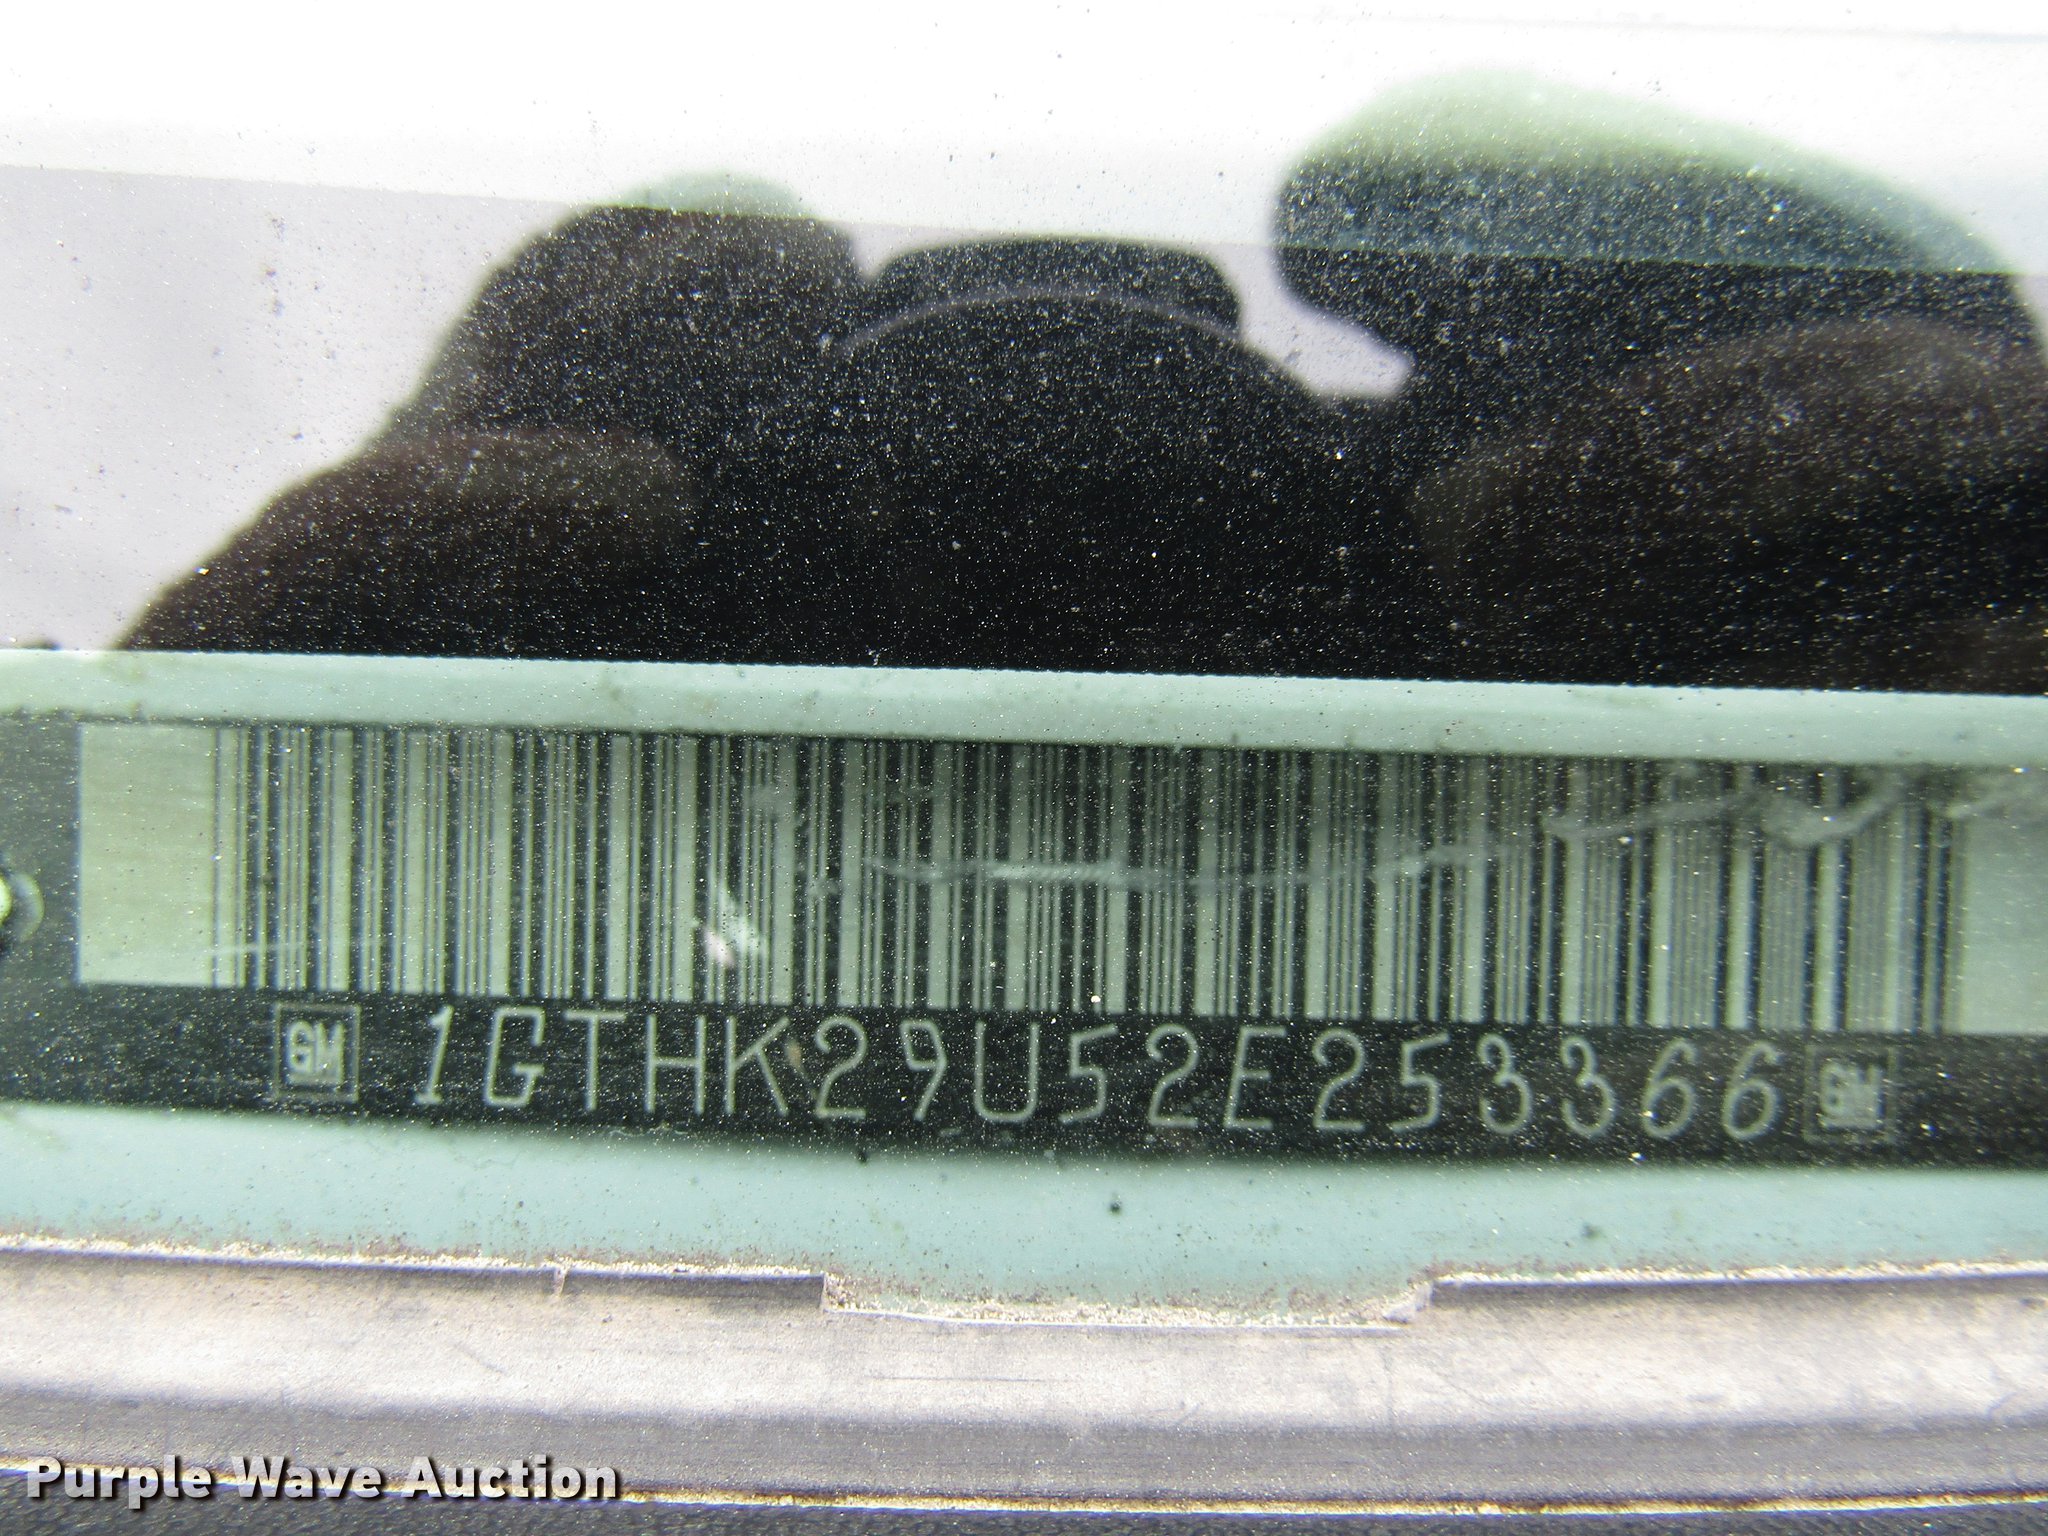 GM 1GTHK29U52E253366 GM
Purple Wave Auction